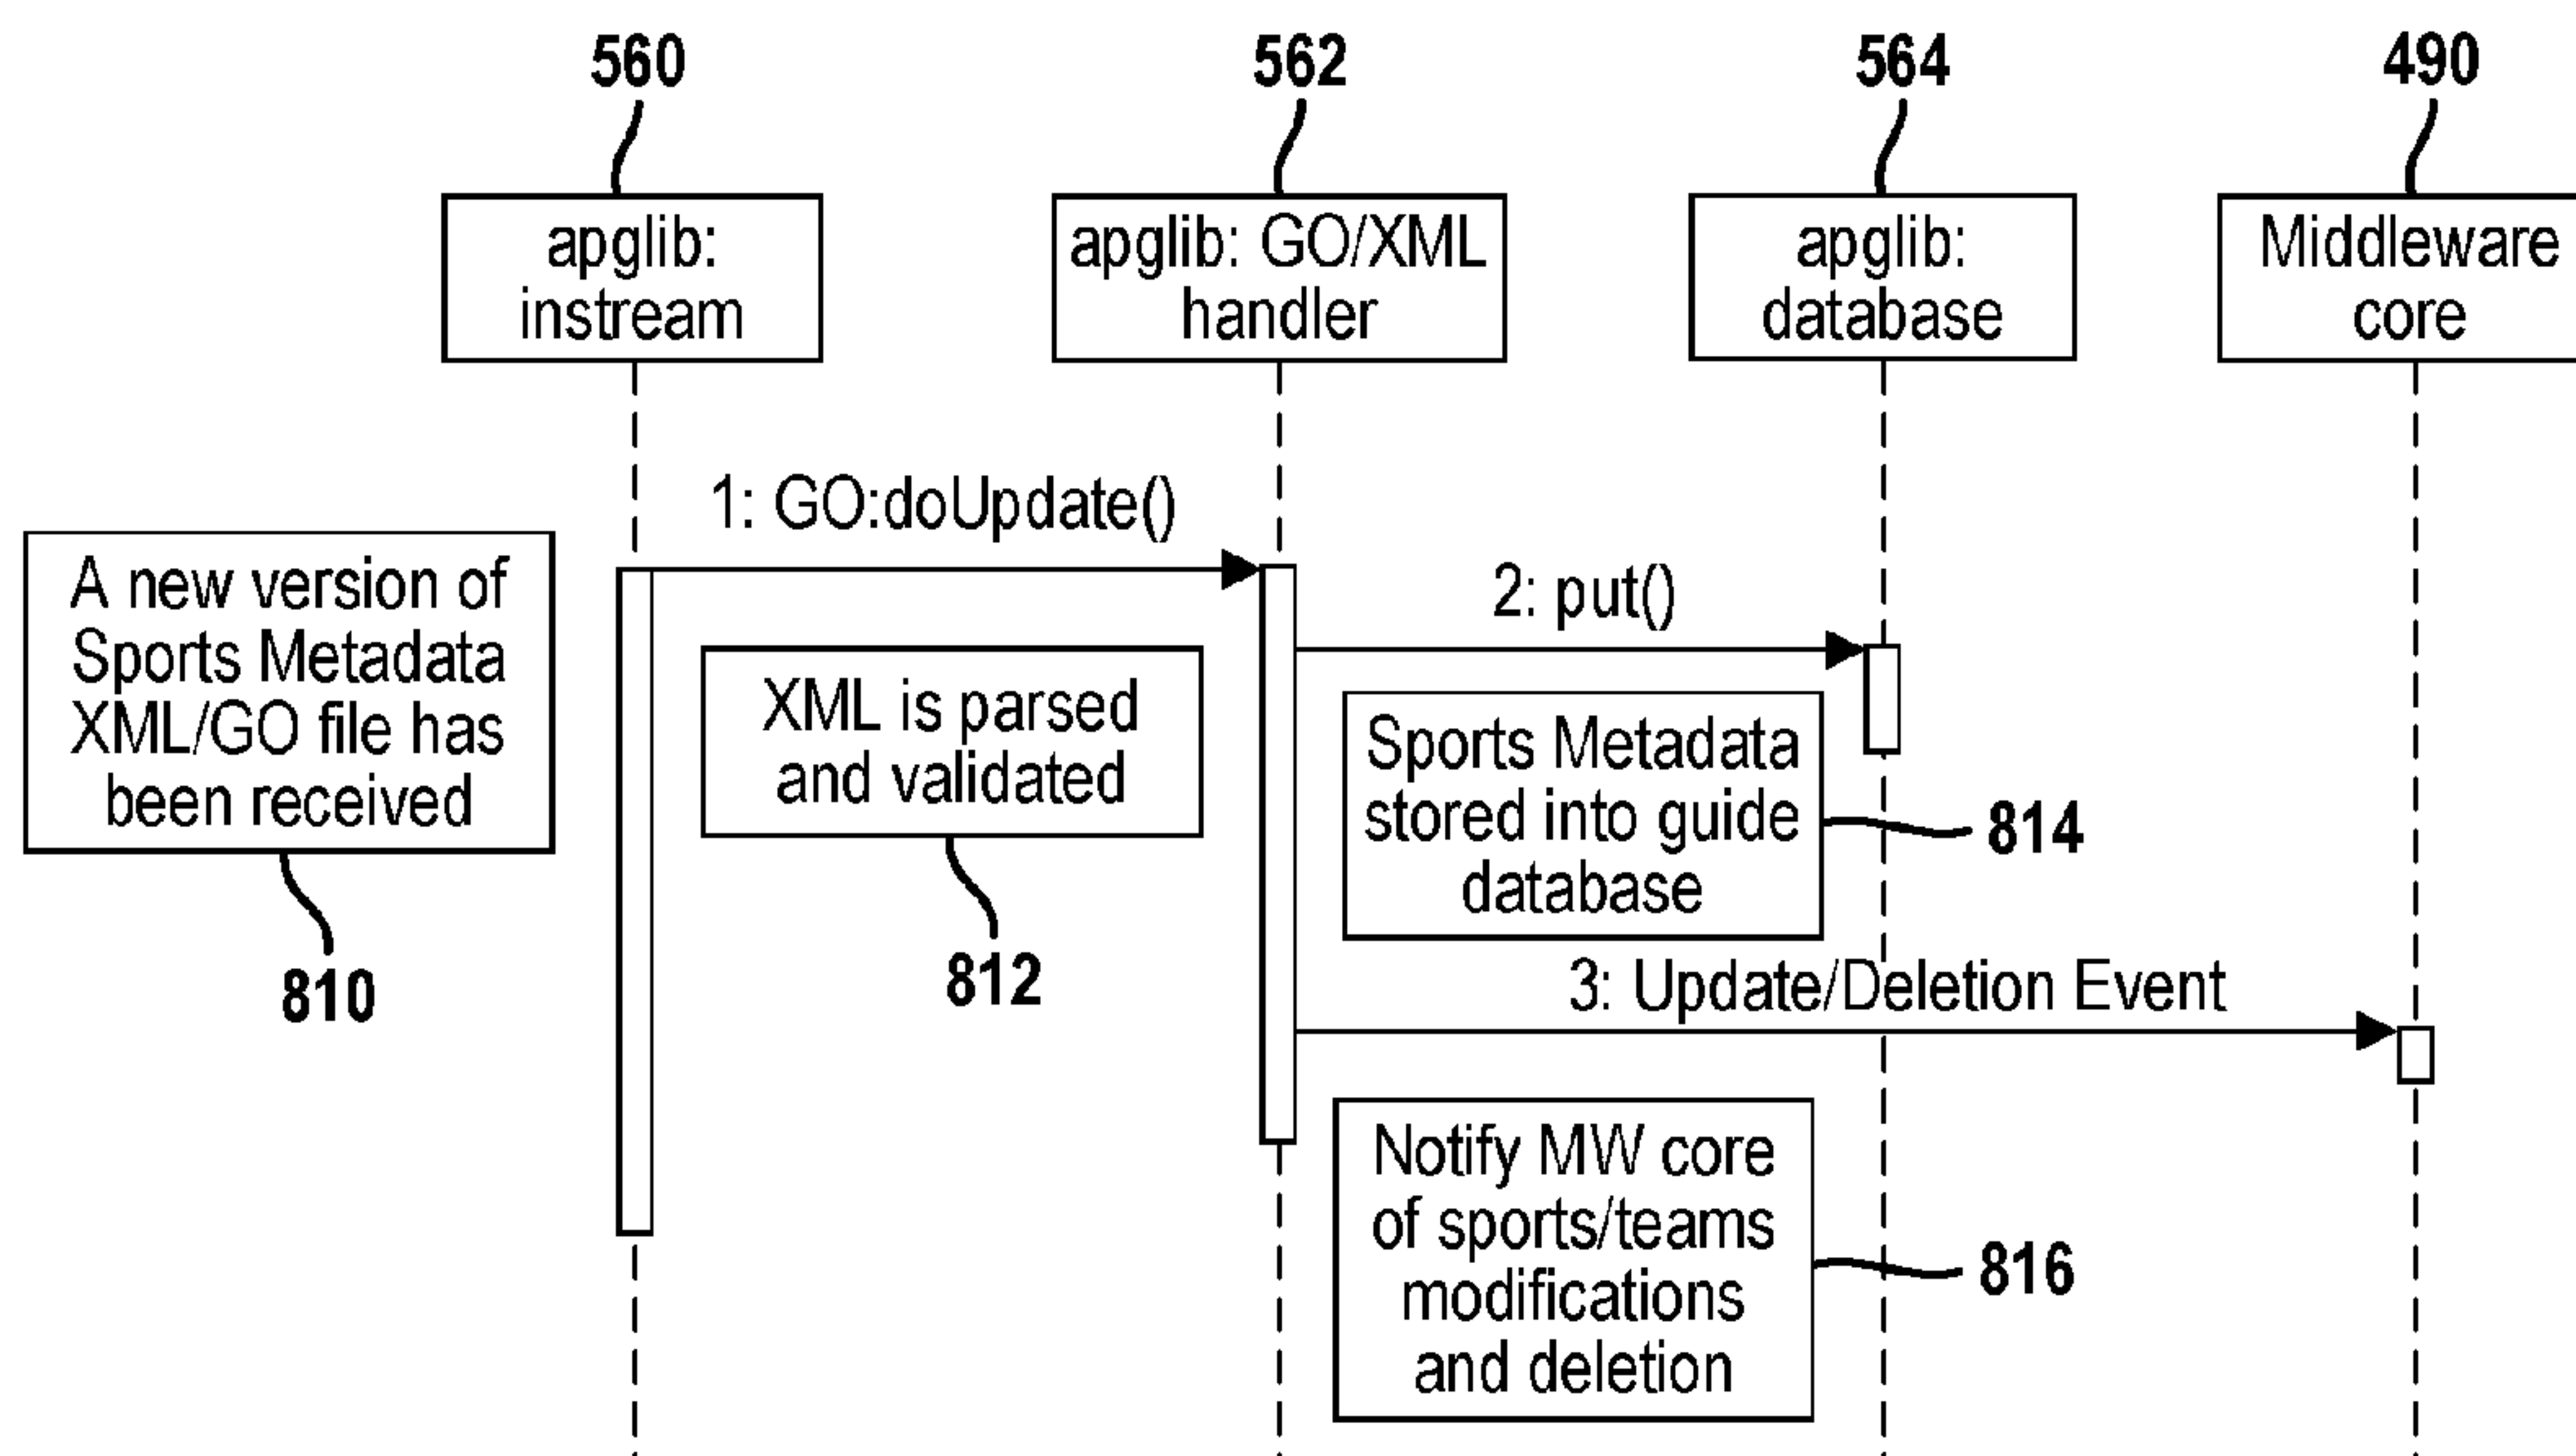 560
562
564
490
apglib:
instream
apglib: GO/XML
handler
apglib:
database
Middleware
core
1: GO:doUpdate()
A new version of
Sports Metadata
XML/GO file has
been received
810
XML is parsed
and validated
812
2: put()
Sports Metadata
stored into guide
database
814
3: Update/Deletion Event
Notify MW core
of sports/teams
modifications
and deletion
816